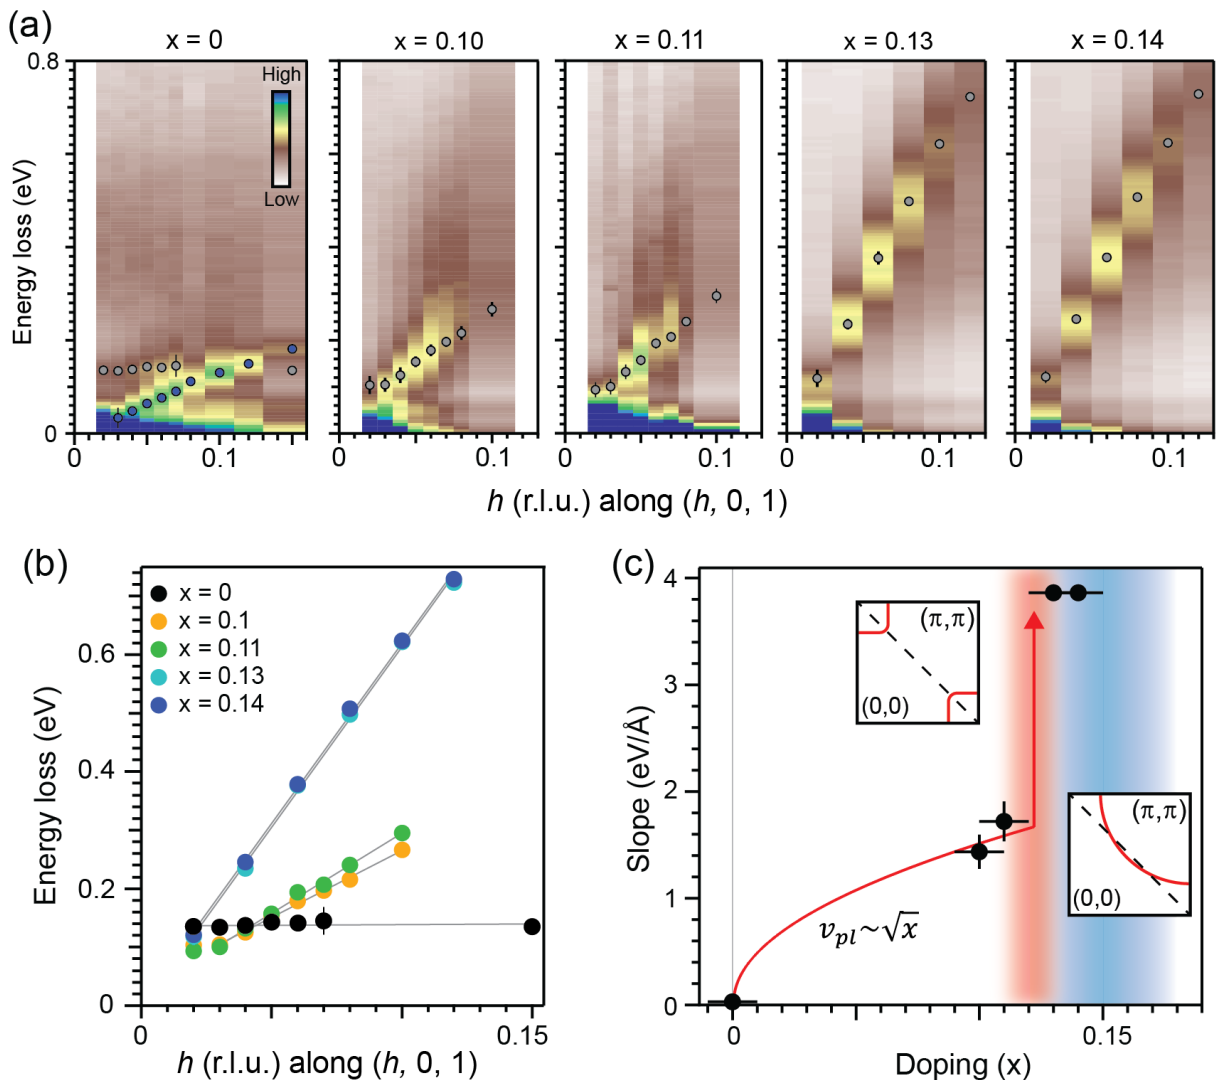 (a)
x = 0
x = 0.10
x = 0.11
x = 0.13
x = 0.14
Energy loss (eV)
0.8
0
High
Low
0
0.1
0
0.1
0
0.1
0
0.1
0
0.1
h (r.l.u.) along (h, 0, 1)
(b)
Energy loss (eV)
0.6
0.4
0.2
0
x = 0
x = 0.1
x = 0.11
x = 0.13
x = 0.14
0
0.15
h (r.l.u.) along (h, 0, 1)
(c)
Slope (eV/Å)
4
3
2
1
0
(π,π)
(0,0)
(π,π)
(0,0)
v_{pl}~√x
0
0.15
Doping (x)